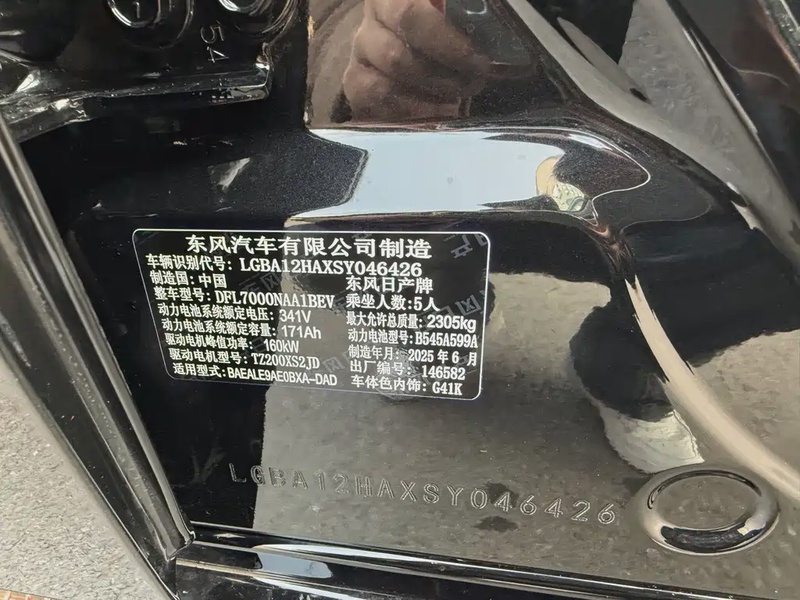 54
东风汽车有限公司制造
车辆识别代号: LGBA12HAXSY046426
制造国: 中国 东风日产牌
整车型号: DFL7000NAA1BEV 乘坐人数: 5人
动力电池系统额定电压: 341V 最大允许总质量: 2305kg
动力电池系统额定容量: 171Ah 动力电池型号: B545A599A
驱动电机峰值功率: 160kW 制造年月: 2025 年 6 月
驱动电机型号: TZ200XS2JD 出厂编号: 146582
适用型式: BAEALE9AE0BXA-DAD 车体色内饰: G41K
LGBA12HAXSY046426